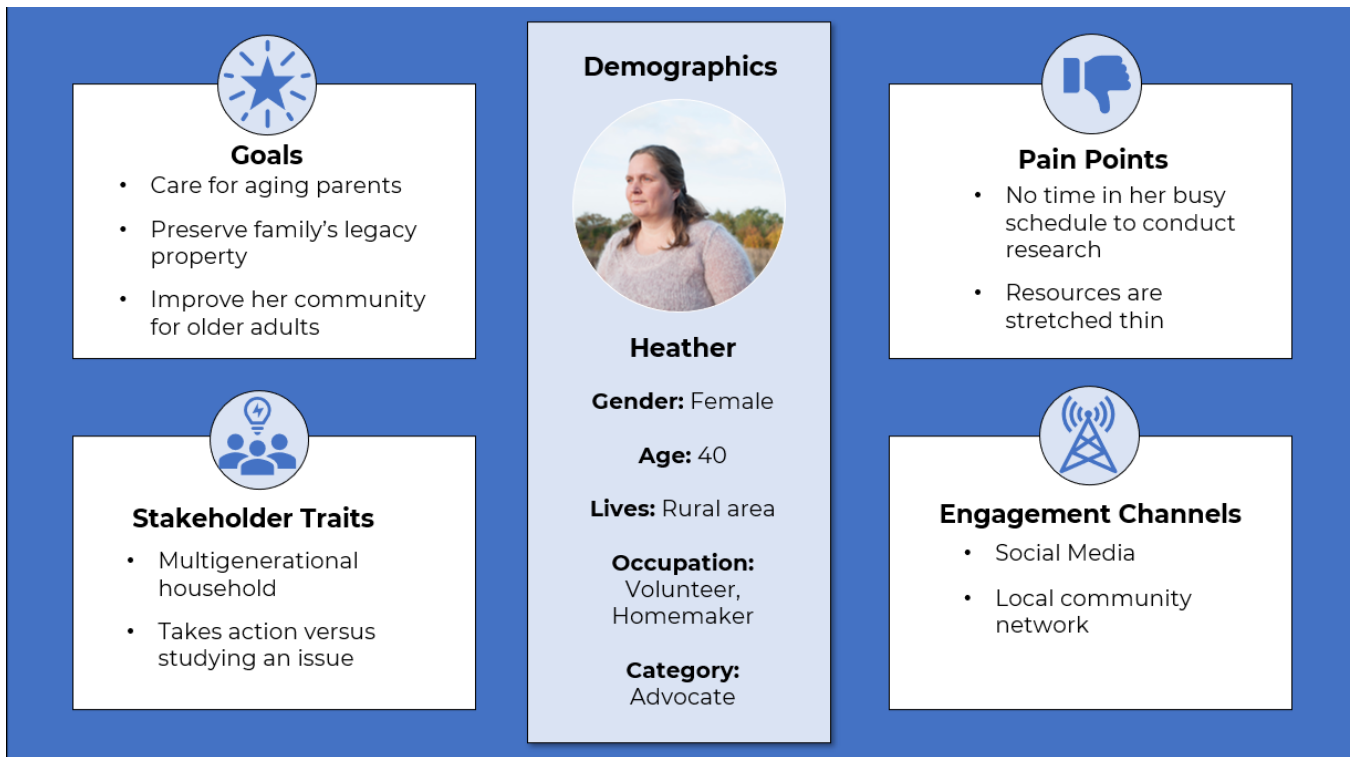 Goals
• Care for aging parents
• Preserve family’s legacy
property
• Improve her community
for older adults
Stakeholder Traits
• Multigenerational
household
• Takes action versus
studying an issue
Demographics
Heather
Gender: Female
Age: 40
Lives: Rural area
Occupation:
Volunteer,
Homemaker
Category:
Advocate
Pain Points
• No time in her busy
schedule to conduct
research
• Resources are
stretched thin
Engagement Channels
• Social Media
• Local community
network